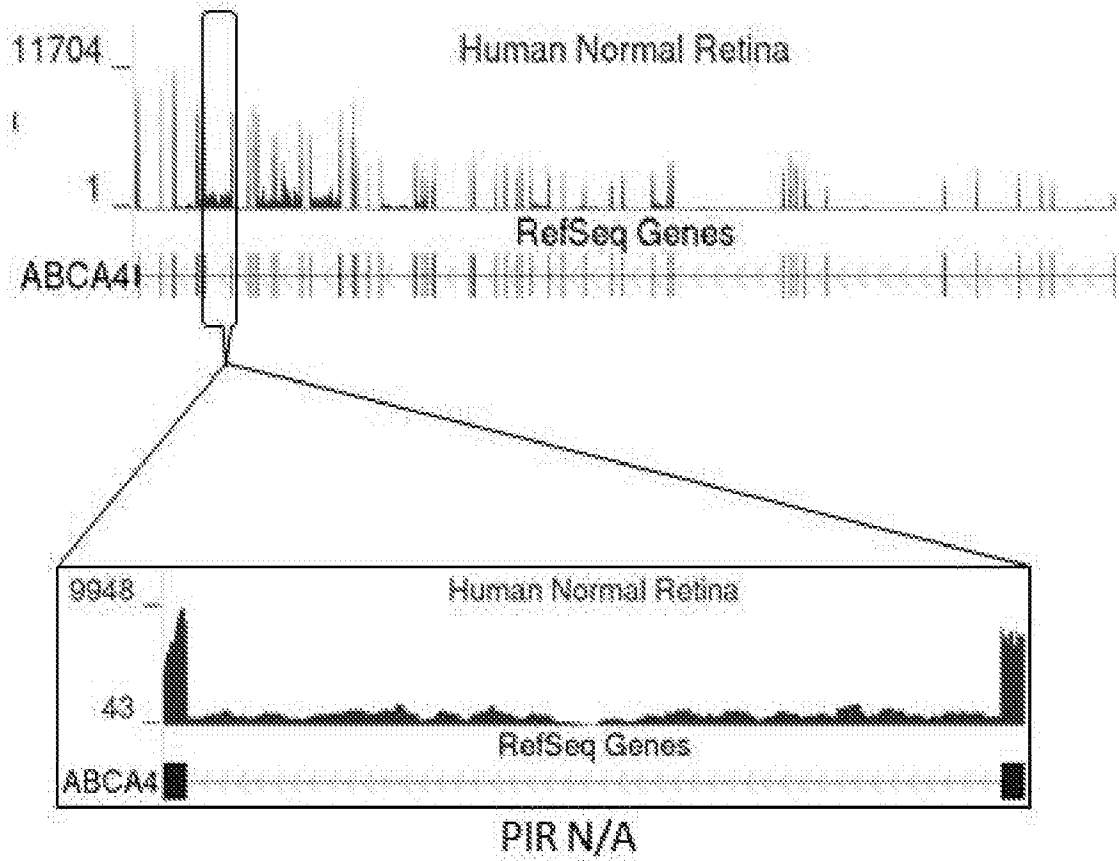 11704
Human Normal Retina
1
RefSeq Genes
ABCA4
9948
Human Normal Retina
43
RefSeq Genes
ABCA4
PIR N/A